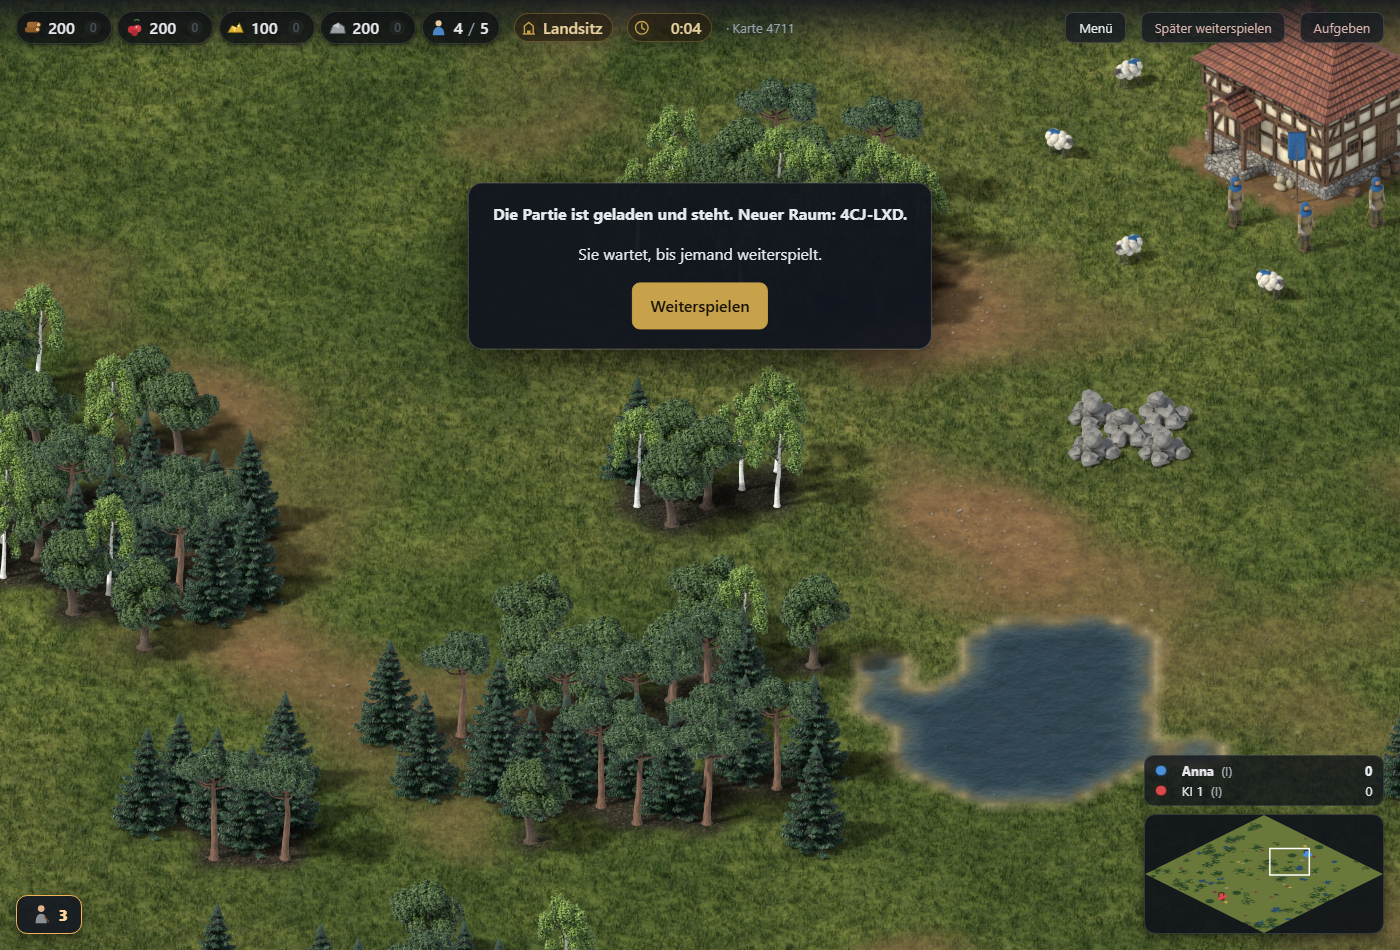 200 0 200 0 100 0 200 0 4 / 5 Landsitz 0:04 · Karte 4711 Menü Später weiterspielen Aufgeben
Die Partie ist geladen und steht. Neuer Raum: 4CJ-LXD.
Sie wartet, bis jemand weiterspielt.
Weiterspielen
Anna (I) 0
KI 1 (I) 0
3